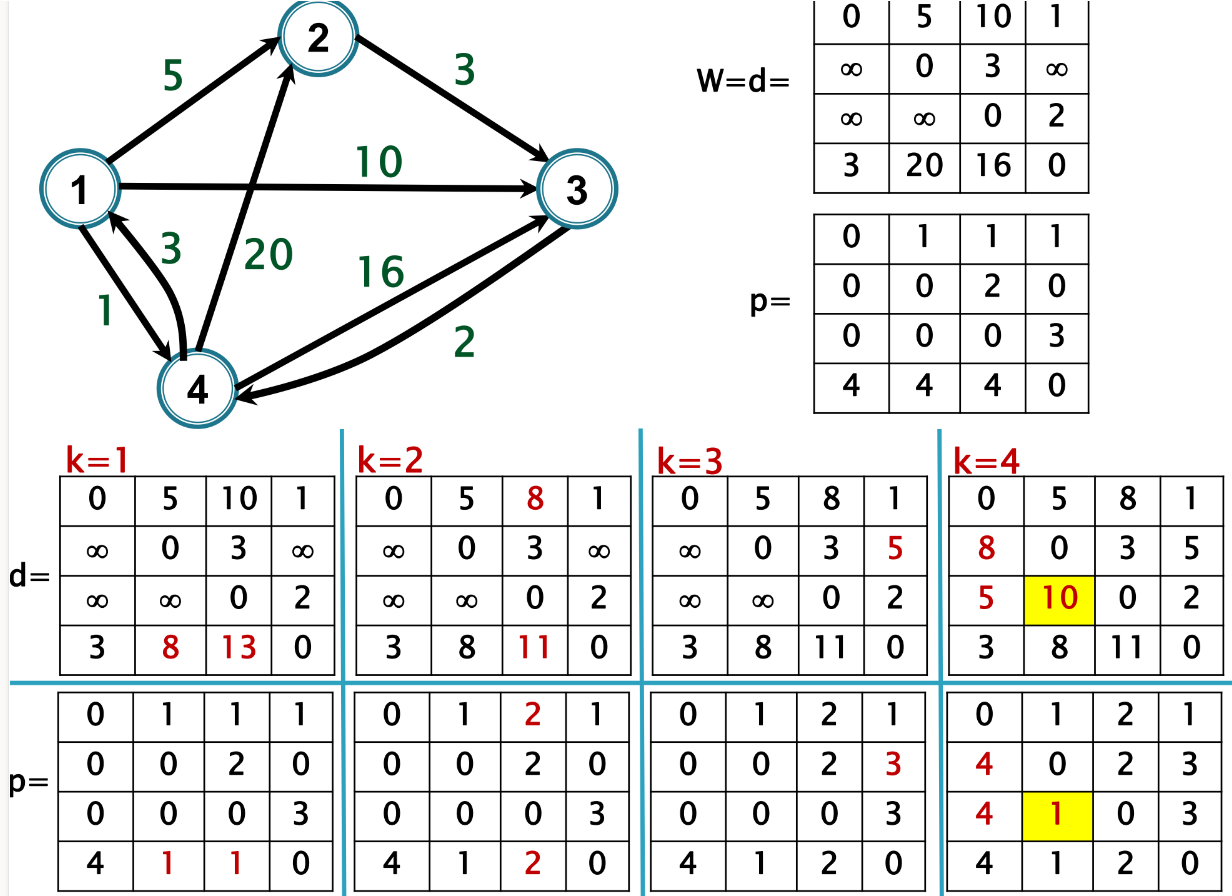 2
5
3
10
1
3
3
20
16
1
2
4
W=d=
0 5 10 1
∞ 0 3 ∞
∞ ∞ 0 2
3 20 16 0
p=
0 1 1 1
0 0 2 0
0 0 0 3
4 4 4 0
k=1
d=
0 5 10 1
∞ 0 3 ∞
∞ ∞ 0 2
3 8 13 0
k=2
0 5 8 1
∞ 0 3 ∞
∞ ∞ 0 2
3 8 11 0
k=3
0 5 8 1
∞ 0 3 5
∞ ∞ 0 2
3 8 11 0
k=4
0 5 8 1
8 0 3 5
5 10 0 2
3 8 11 0
p=
0 1 1 1
0 0 2 0
0 0 0 3
4 1 1 0
0 1 2 1
0 0 2 0
0 0 0 3
4 1 2 0
0 1 2 1
0 0 2 3
0 0 0 3
4 1 2 0
0 1 2 1
4 0 2 3
4 1 0 3
4 1 2 0